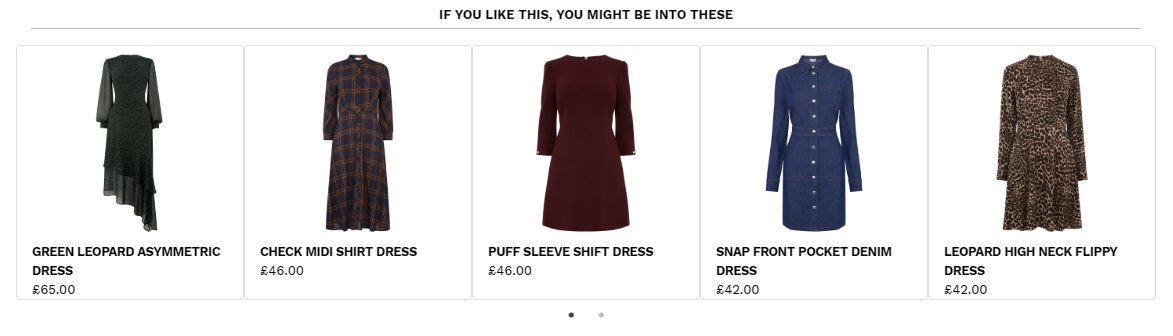 IF YOU LIKE THIS, YOU MIGHT BE INTO THESE
GREEN LEOPARD ASYMMETRIC
DRESS
£65.00
CHECK MIDI SHIRT DRESS
£46.00
PUFF SLEEVE SHIFT DRESS
£46.00
SNAP FRONT POCKET DENIM
DRESS
£42.00
LEOPARD HIGH NECK FLIPPY
DRESS
£42.00